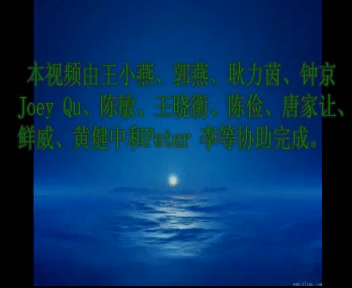 本视频由王小燕、郭燕、耿力茵、钟京
Joey Qu、陈敏、王晓衡、陈俭、唐家让、
鲜威、黄健中和Peter 李等协助完成。